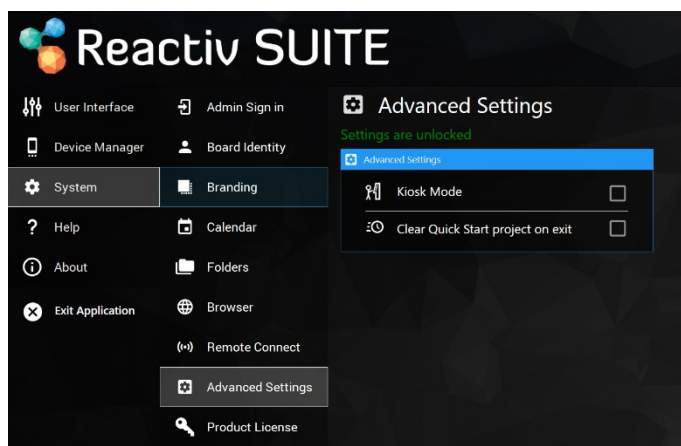 Reactiv SUITE
User Interface
Device Manager
System
Help
About
Exit Application
Admin Sign in
Board Identity
Branding
Calendar
Folders
Browser
Remote Connect
Advanced Settings
Product License
Advanced Settings
Settings are unlocked
Advanced Settings
Kiosk Mode
Clear Quick Start project on exit